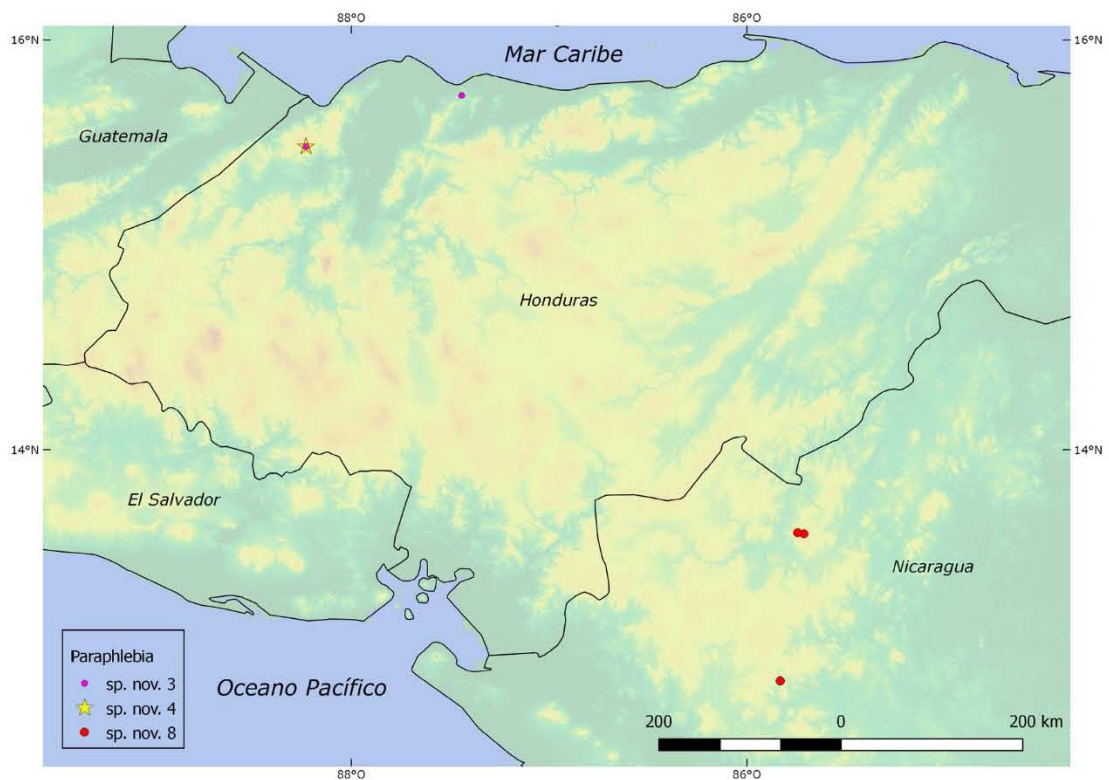 88°O 86°O
16°N Mar Caribe 16°N
Guatemala
Honduras
14°N 14°N
El Salvador
Nicaragua
Paraphlebia
sp. nov. 3
sp. nov. 4
sp. nov. 8
Oceano Pacífico
200 0 200 km
88°O 86°O